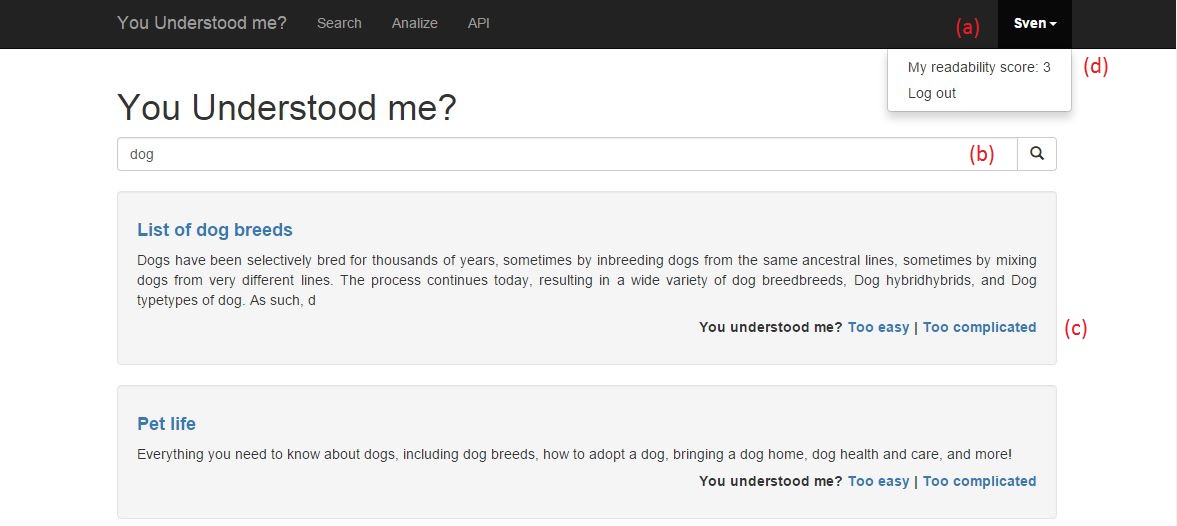 You Understood me? Search Analize API (a) Sven
My readability score: 3 (d)
Log out
You Understood me?
dog (b)
List of dog breeds
Dogs have been selectively bred for thousands of years, sometimes by inbreeding dogs from the same ancestral lines, sometimes by mixing
dogs from very different lines. The process continues today, resulting in a wide variety of dog breedbreeds, Dog hybridhybrids, and Dog
typetypes of dog. As such, d
You understood me? Too easy | Too complicated (c)
Pet life
Everything you need to know about dogs, including dog breeds, how to adopt a dog, bringing a dog home, dog health and care, and more!
You understood me? Too easy | Too complicated